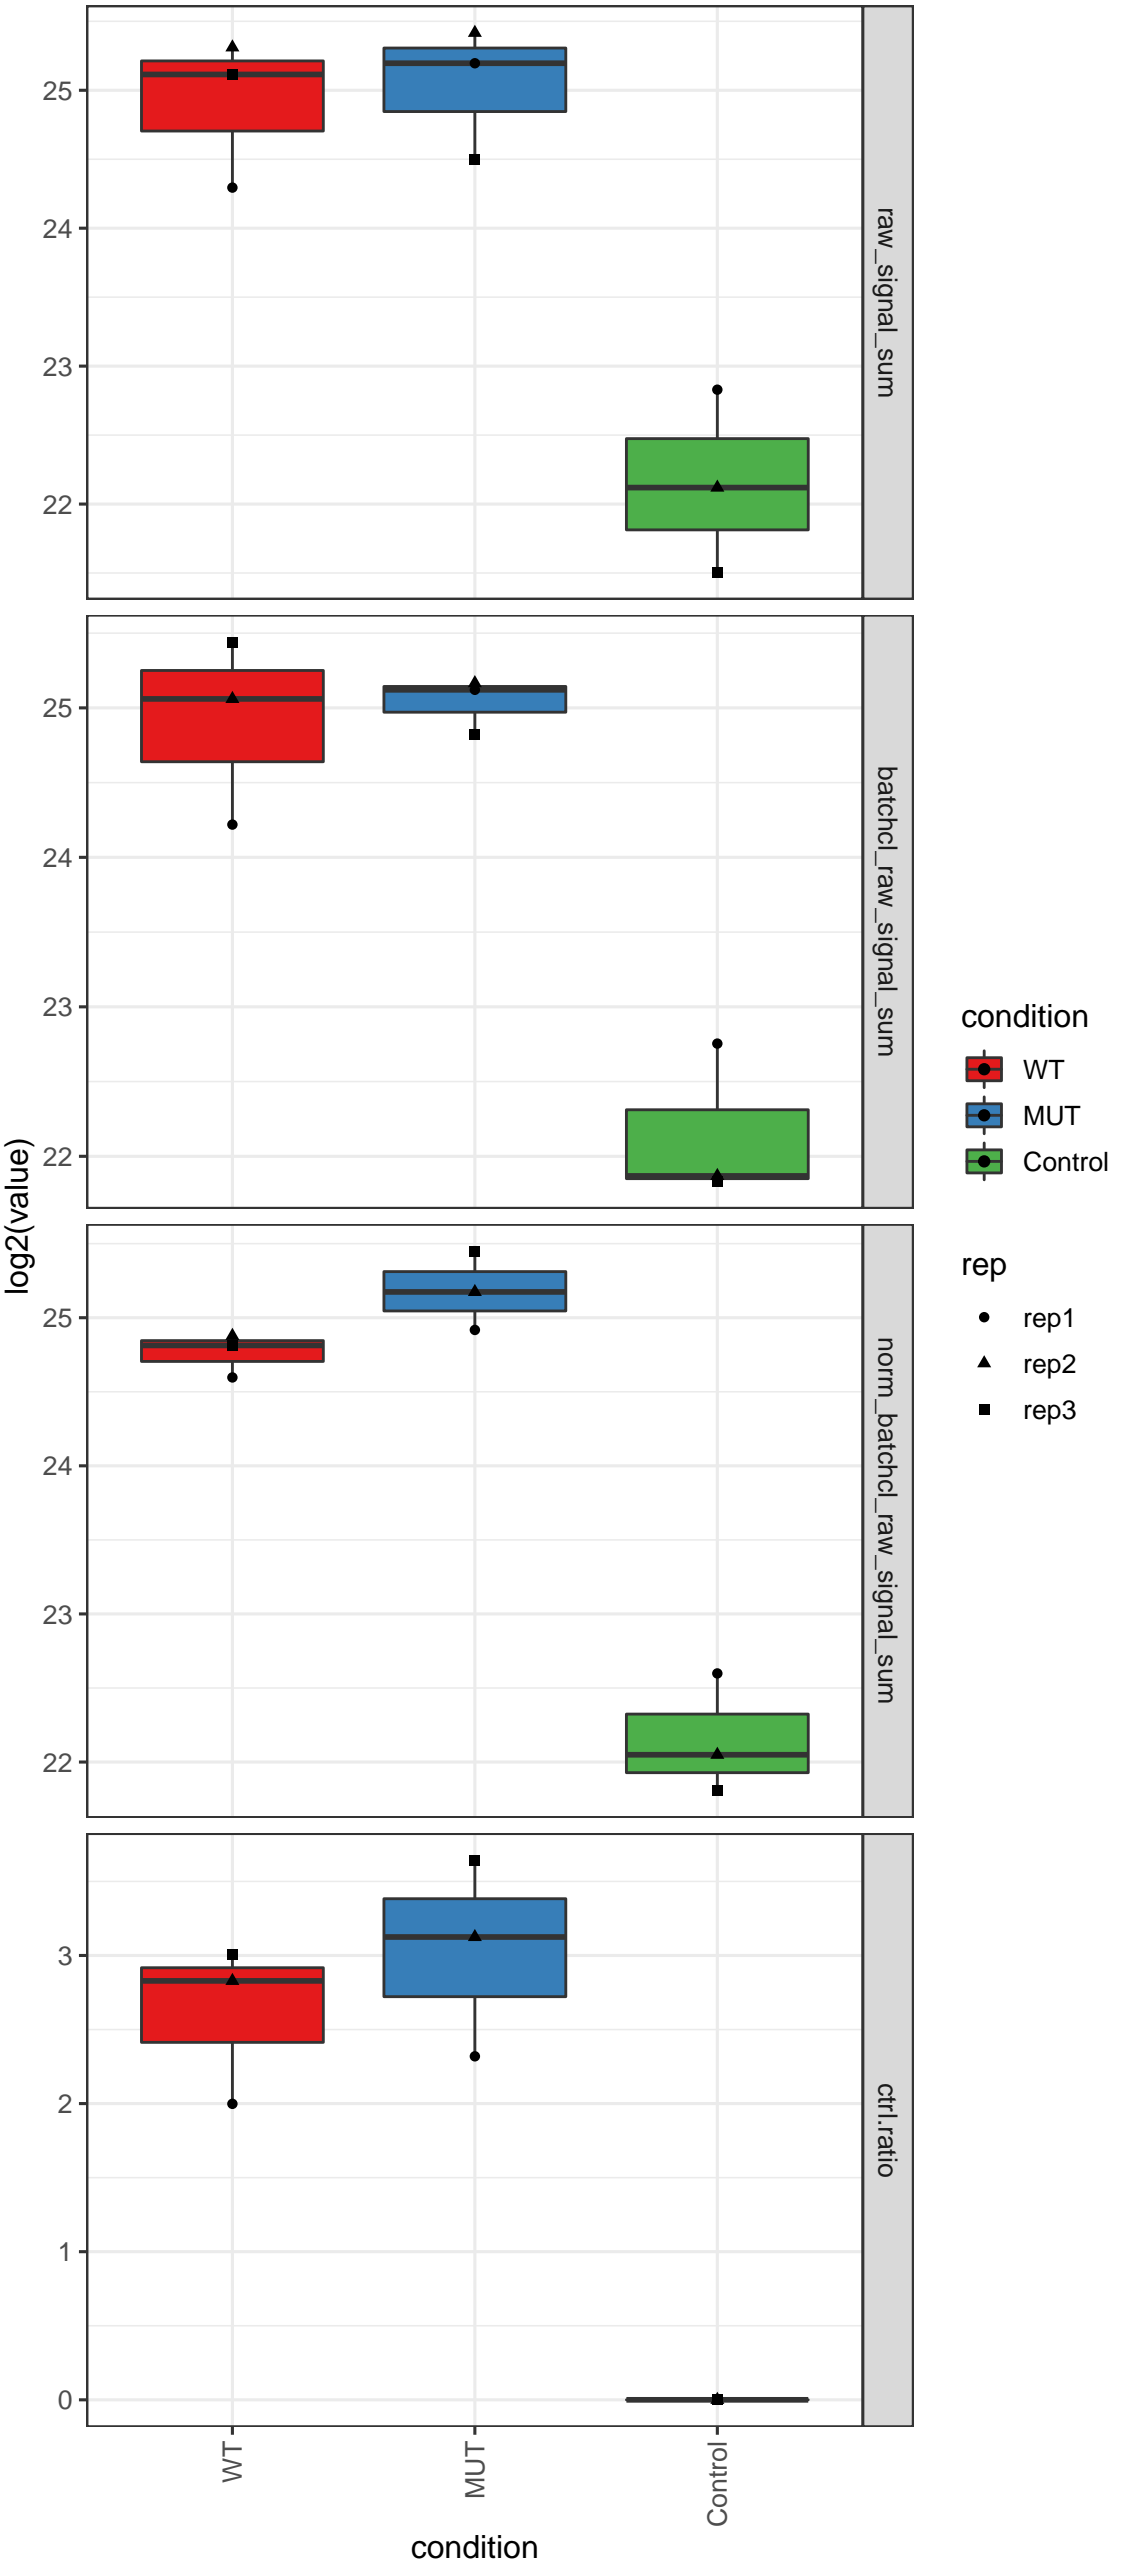 25
24
23
22
raw_signal_sum
25
24
23
22
batchcl_raw_signal_sum
25
24
23
22
norm_batchcl_raw_signal_sum
3
2
1
0
ctrl.ratio
log2(value)
WT
MUT
Control
condition
condition
WT
MUT
Control
rep
rep1
rep2
rep3